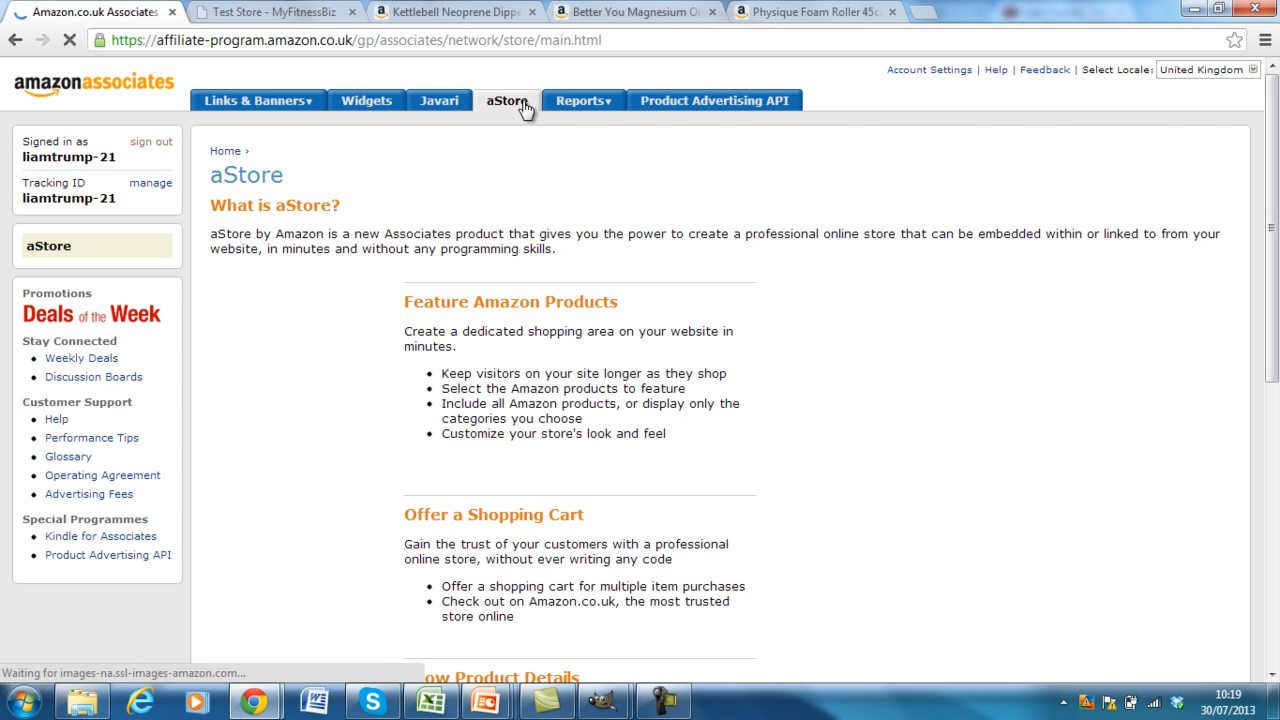 Amazon.co.uk Associates
Test Store - MyFitnessBiz
Kettlebell Neoprene Dippe
Better You Magnesium O
Physique Foam Roller 45c
https://affiliate-program.amazon.co.uk/gp/associates/network/store/main.html
amazonassociates
Account Settings | Help | Feedback | Select Locale: United Kingdom
Links & Banners
Widgets
Javari
aStore
Reports
Product Advertising API
Signed in as sign out
liamtrump-21
Tracking ID manage
liamtrump-21
aStore
Promotions
Deals of the Week
Stay Connected
Weekly Deals
Discussion Boards
Customer Support
Help
Performance Tips
Glossary
Operating Agreement
Advertising Fees
Special Programmes
Kindle for Associates
Product Advertising API
Home ›
aStore
What is aStore?
aStore by Amazon is a new Associates product that gives you the power to create a professional online store that can be embedded within or linked to from your
website, in minutes and without any programming skills.
Feature Amazon Products
Create a dedicated shopping area on your website in
minutes.
Keep visitors on your site longer as they shop
Select the Amazon products to feature
Include all Amazon products, or display only the
categories you choose
Customize your store's look and feel
Offer a Shopping Cart
Gain the trust of your customers with a professional
online store, without ever writing any code
Offer a shopping cart for multiple item purchases
Check out on Amazon.co.uk, the most trusted
store online
ow Product Details
Waiting for images-na.ssl-images-amazon.com...
10:19
30/07/2013